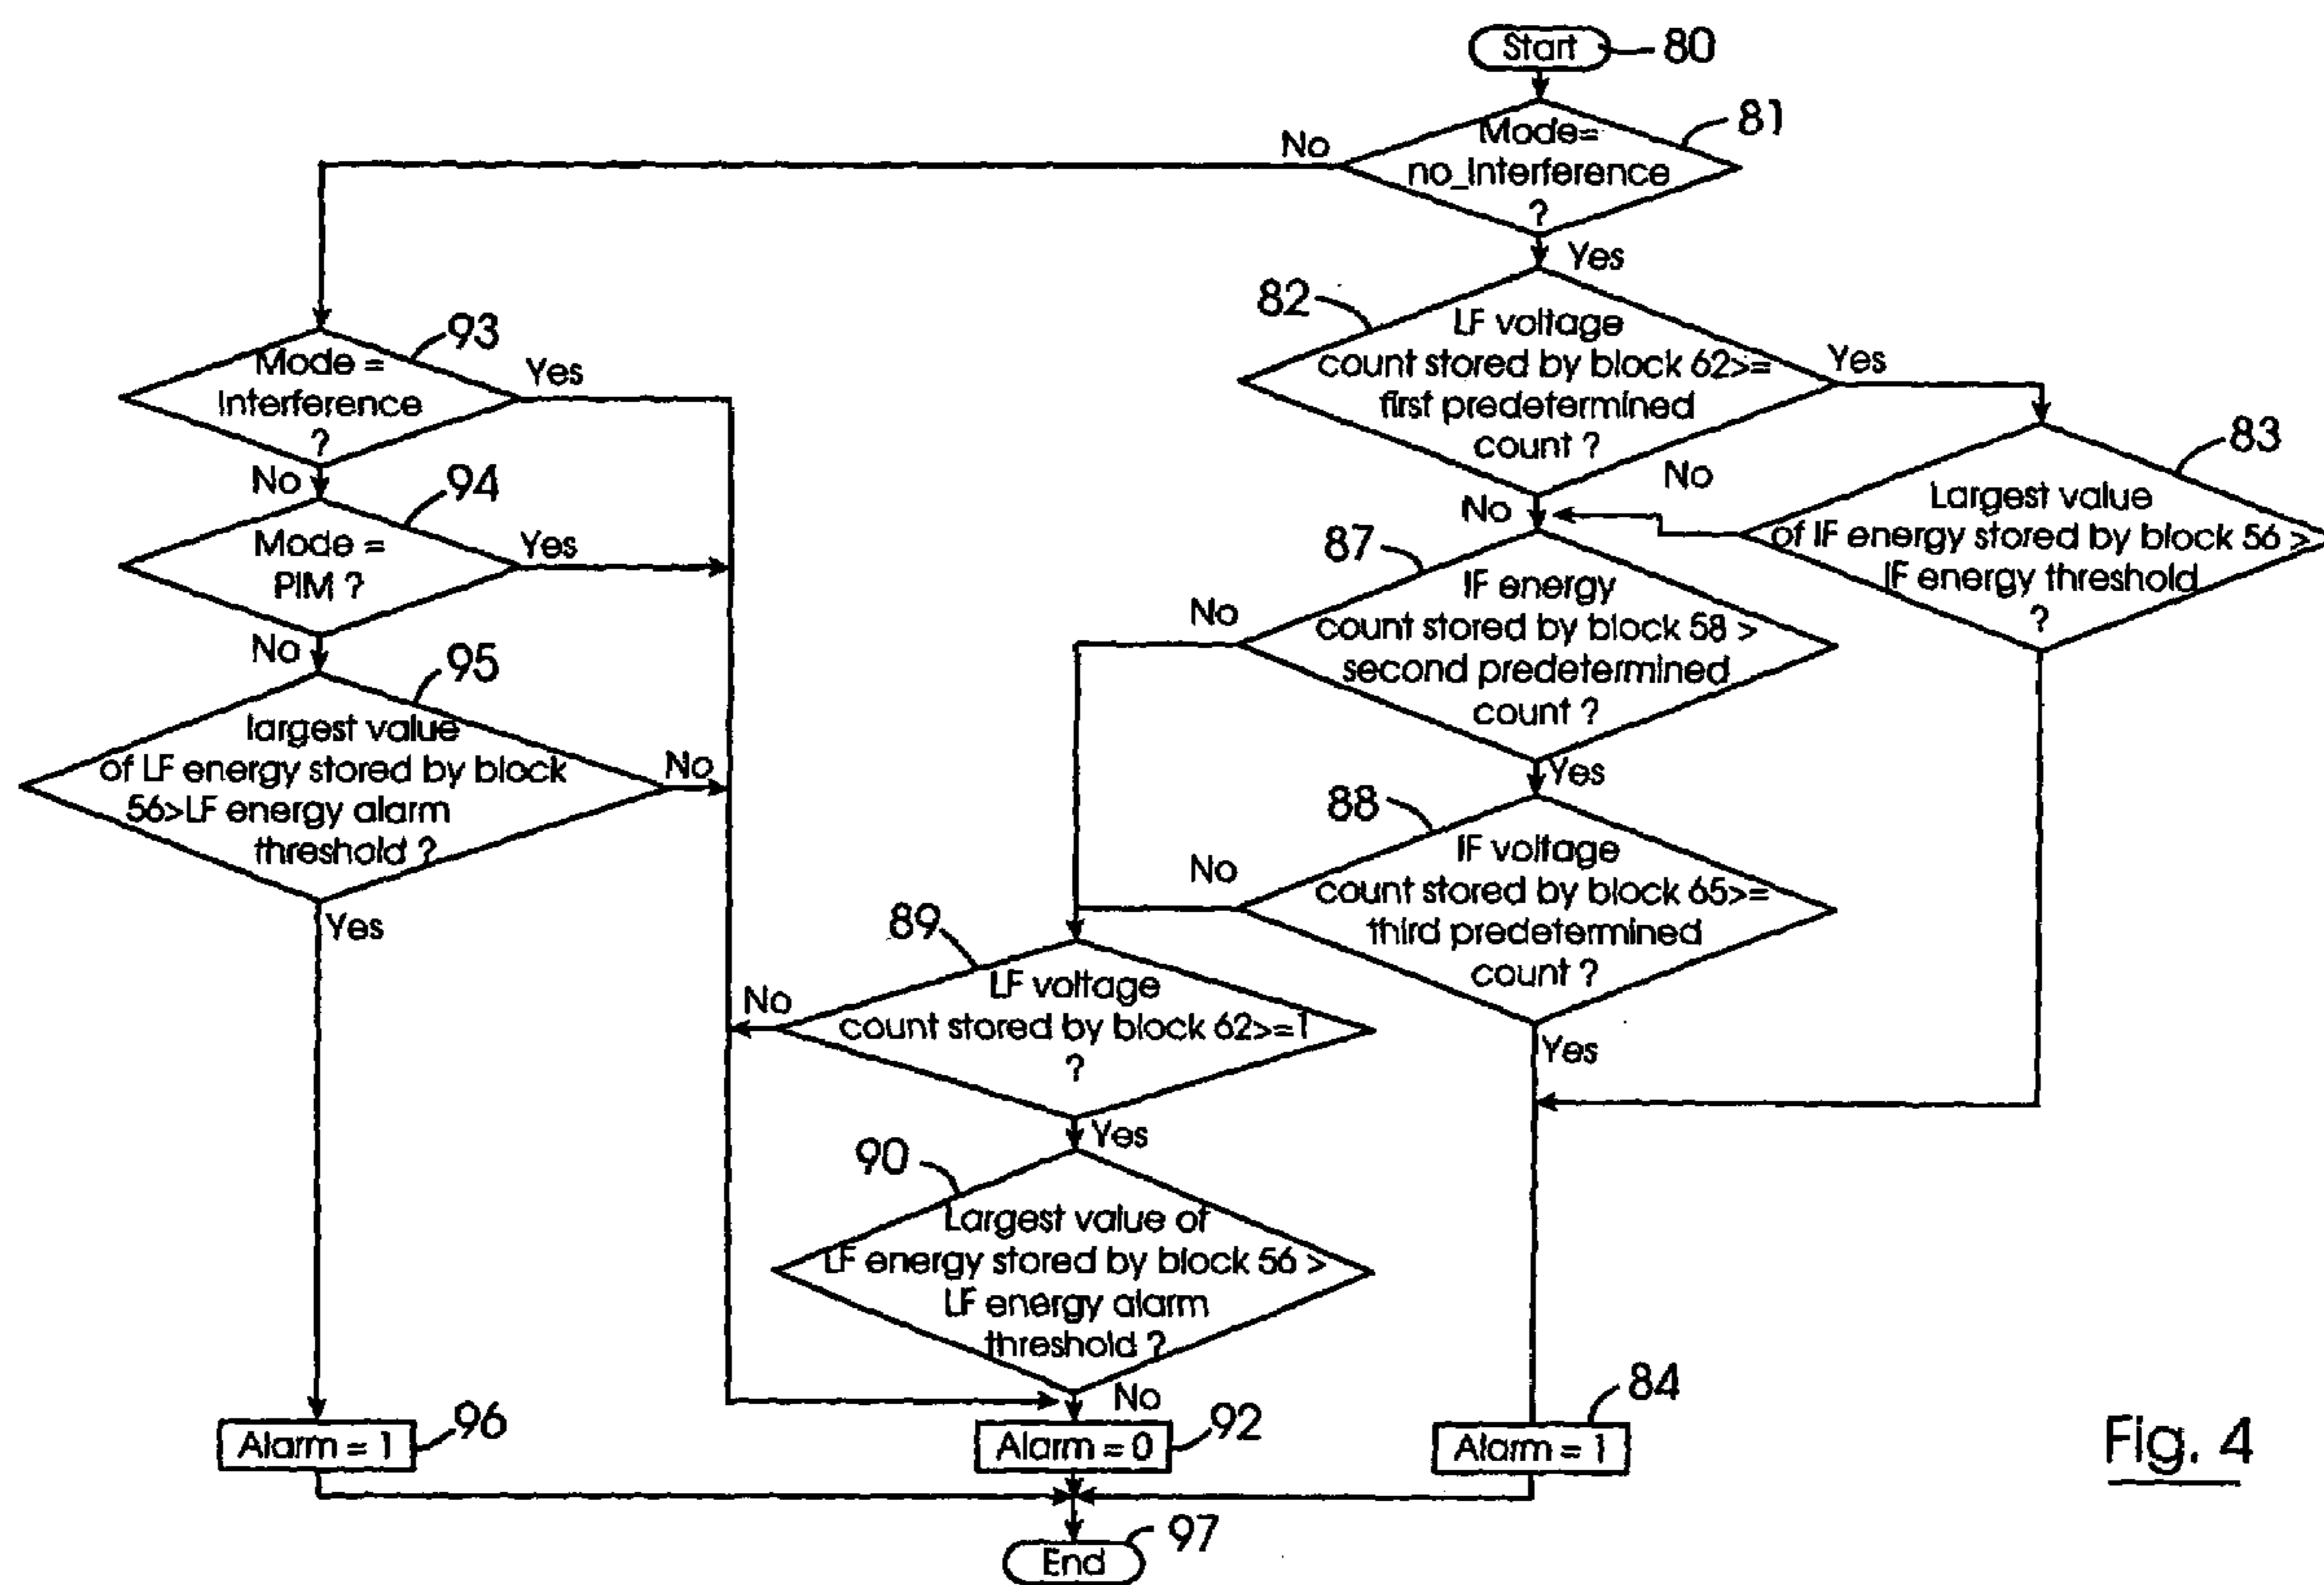 Start
80
Mode=
no_Interference
?
81
No
Yes
82
LF voltage
count stored by block 62>=
first predetermined
count ?
Yes
No
83
Largest value
of IF energy stored by block 56 >
IF energy threshold
?
No
87
IF energy
count stored by block 58 >
second predetermined
count ?
No
Yes
88
IF voltage
count stored by block 65>=
third predetermined
count ?
No
Yes
89
LF voltage
count stored by block 62>=1
?
No
Yes
90
Largest value of
LF energy stored by block 56 >
LF energy alarm
threshold ?
No
93
Mode =
Interference
?
Yes
No
94
Mode =
PIM ?
Yes
No
95
largest value
of LF energy stored by block
56>LF energy alarm
threshold ?
No
Yes
Alarm = 1
96
Alarm = 0
92
Alarm = 1
84
End
97
Fig. 4